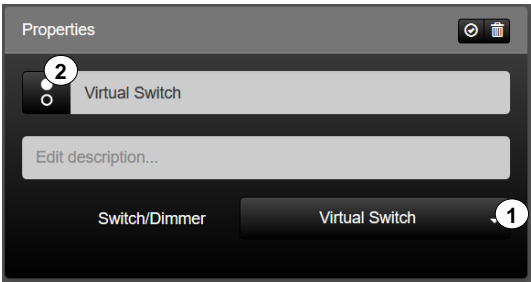 Properties
2
Virtual Switch
Edit description...
Switch/Dimmer Virtual Switch 1